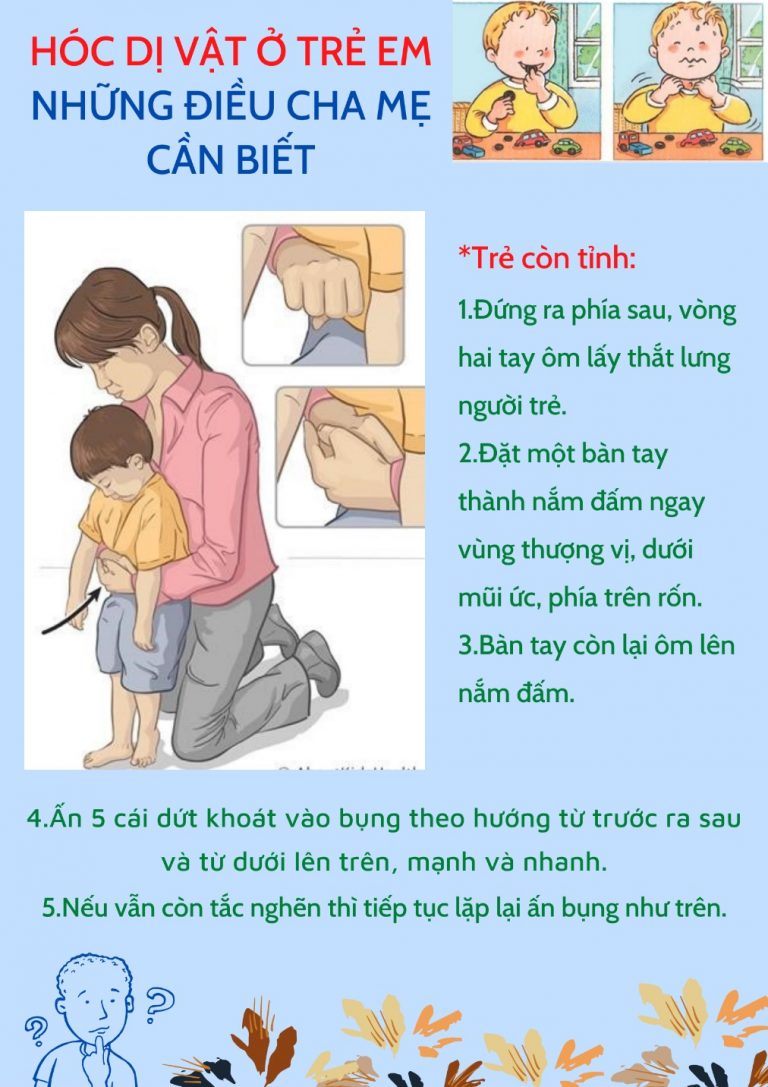 HÓC DỊ VẬT Ở TRẺ EM
NHỮNG ĐIỀU CHA MẸ
CẦN BIẾT
*Trẻ còn tỉnh:
1.Đứng ra phía sau, vòng
hai tay ôm lấy thắt lưng
người trẻ.
2.Đặt một bàn tay
thành nắm đấm ngay
vùng thượng vị, dưới
mũi ức, phía trên rốn.
3.Bàn tay còn lại ôm lên
nắm đấm.
4.Ấn 5 cái dứt khoát vào bụng theo hướng từ trước ra sau
và từ dưới lên trên, mạnh và nhanh.
5.Nếu vẫn còn tắc nghẽn thì tiếp tục lặp lại ấn bụng như trên.
? ?